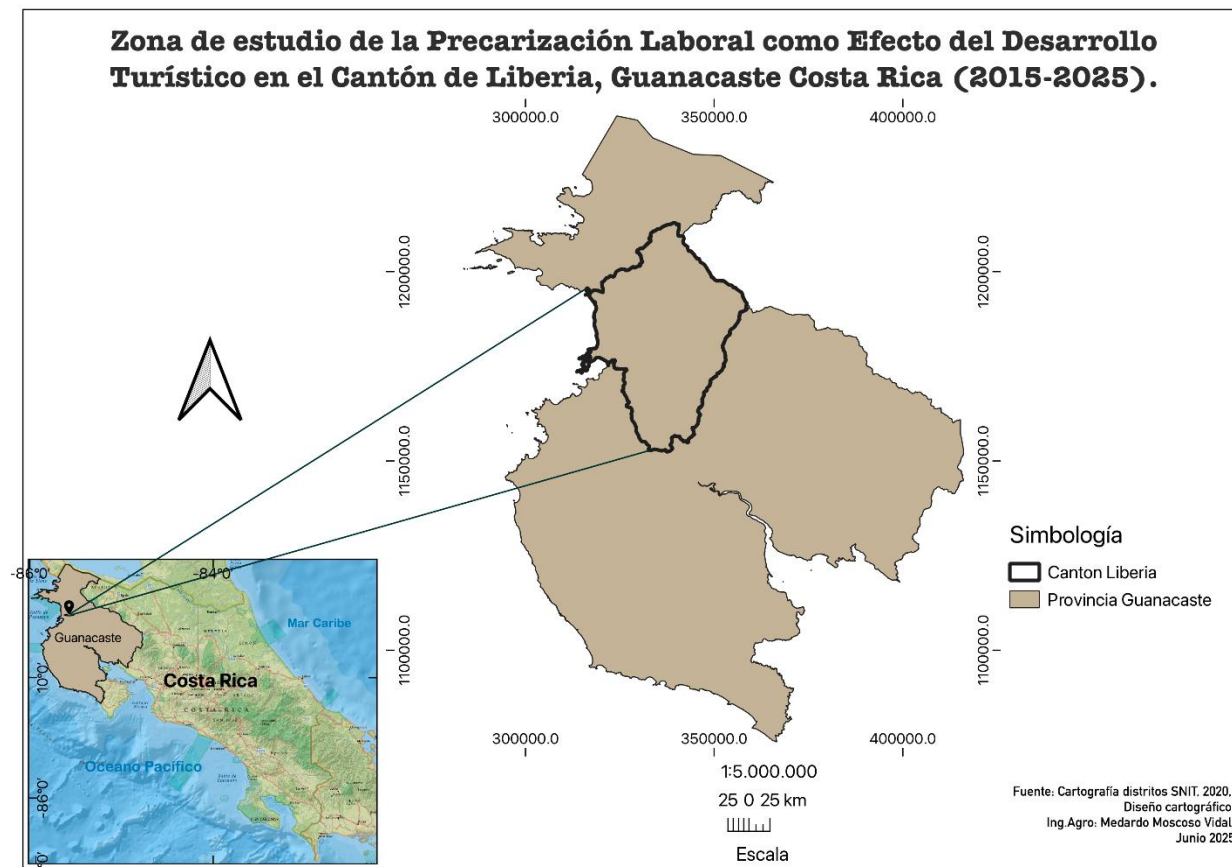 Zona de estudio de la Precarización Laboral como Efecto del Desarrollo
Turístico en el Cantón de Liberia, Guanacaste Costa Rica (2015-2025).
300000.0 350000.0 400000.0
1200000.0 1200000.0
1150000.0 1150000.0
1100000.0 1100000.0
300000.0 350000.0 400000.0
Simbología
Canton Liberia
Provincia Guanacaste
-86°0' -84°0'
Mar Caribe
Guanacaste
10°0'
Costa Rica
COSTA RICA
Oceano Pacífico
-86°0'
1:5.000.000
25 0 25 km
Escala
Fuente: Cartografía distritos SNIT, 2020,
Diseño cartográfico
Ing.Agro: Medardo Moscoso Vidal
Junio 2025